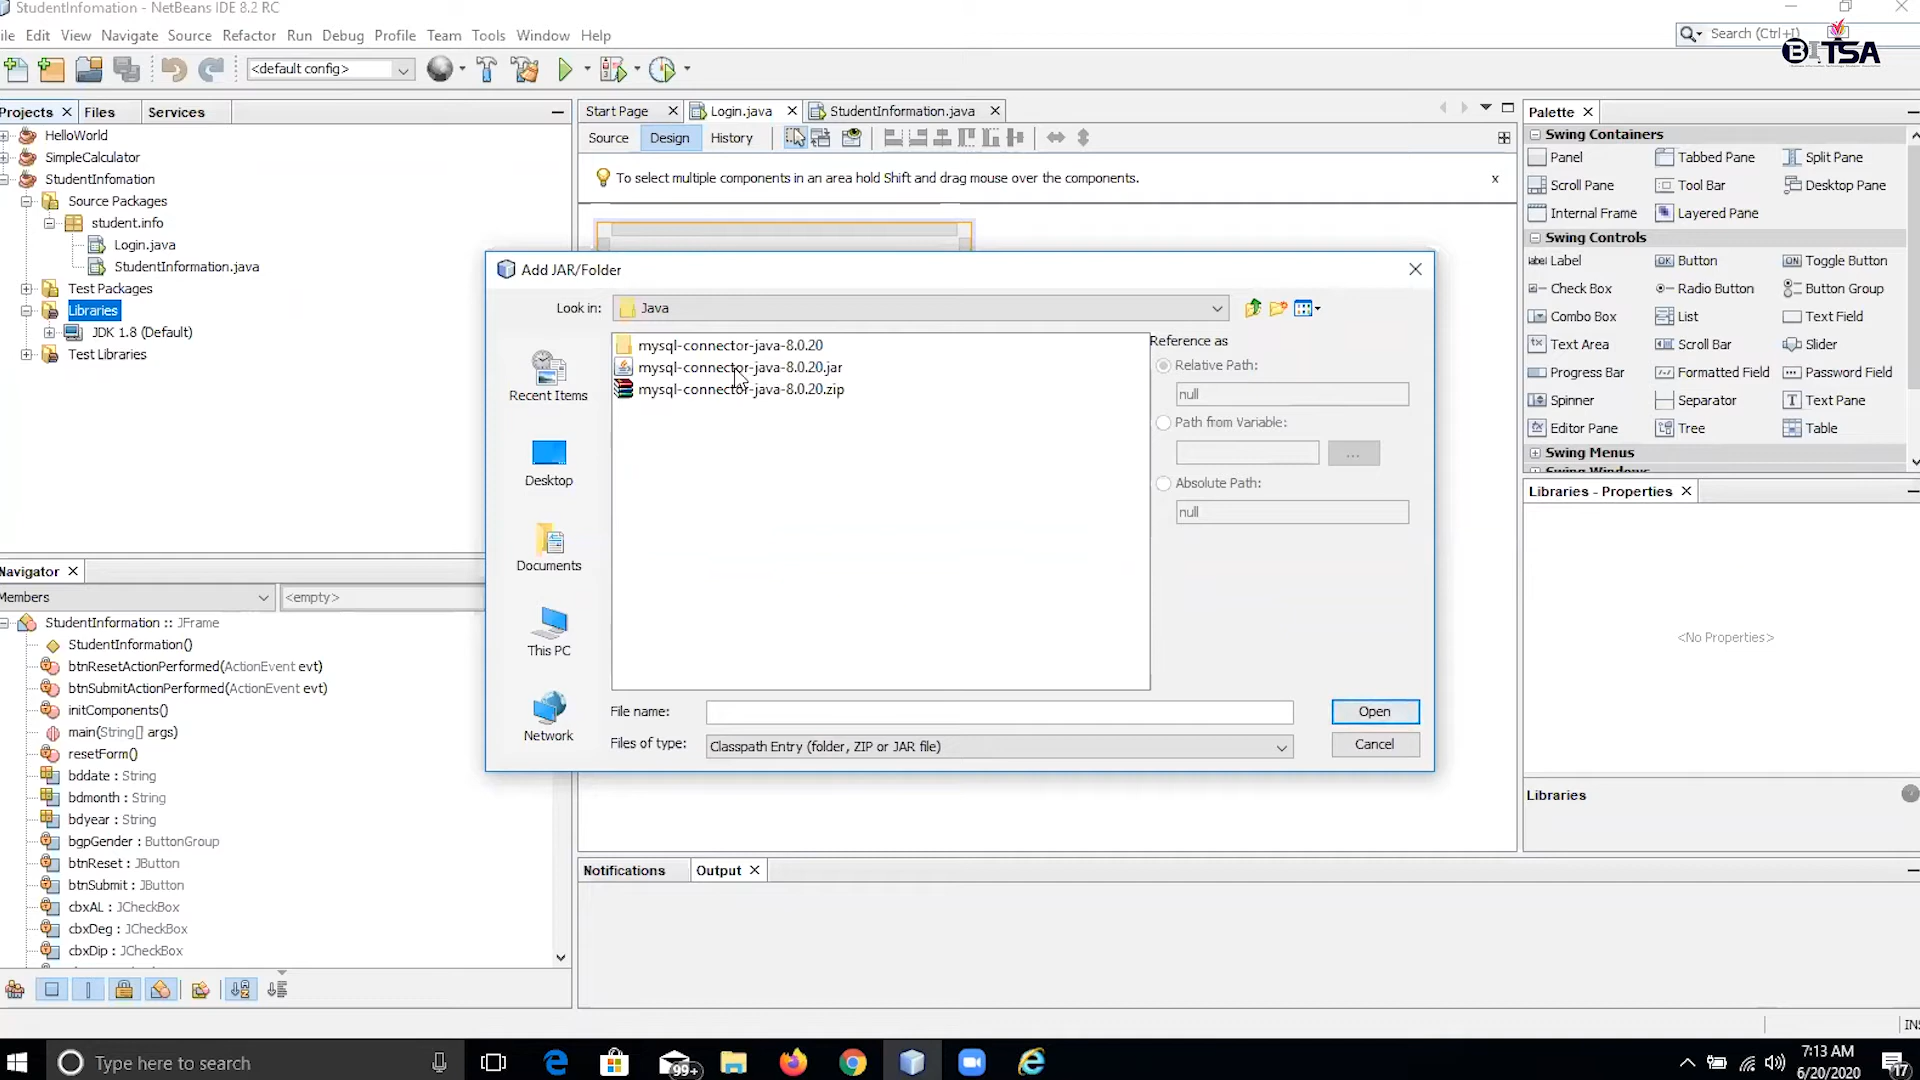 StudentInfomation - NetBeans IDE 8.2 RC
ile Edit View Navigate Source Refactor Run Debug Profile Team Tools Window Help
Search (Ctrl+I)
BITSA
<default config>
Projects Files Services
HelloWorld
SimpleCalculator
StudentInfomation
Source Packages
student.info
Login.java
StudentInformation.java
Test Packages
Libraries
JDK 1.8 (Default)
Test Libraries
Start Page Login.java StudentInformation.java
Source Design History
To select multiple components in an area hold Shift and drag mouse over the components.
x
Add JAR/Folder
Look in: Java
mysql-connector-java-8.0.20
mysql-connector-java-8.0.20.jar
mysql-connector-java-8.0.20.zip
Recent Items
Desktop
Documents
This PC
Network
Reference as
Relative Path:
null
Path from Variable:
...
Absolute Path:
null
File name:
Open
Files of type: Classpath Entry (folder, ZIP or JAR file)
Cancel
Palette
Swing Containers
Panel Tabbed Pane Split Pane
Scroll Pane Tool Bar Desktop Pane
Internal Frame Layered Pane
Swing Controls
label Label OK Button ON Toggle Button
Check Box Radio Button Button Group
Combo Box List Text Field
Text Area Scroll Bar Slider
Progress Bar Formatted Field Password Field
Spinner Separator Text Pane
Editor Pane Tree Table
Swing Menus
Swing Windows
Libraries - Properties
<No Properties>
Libraries
Navigator
Members <empty>
StudentInformation :: JFrame
StudentInformation()
btnResetActionPerformed(ActionEvent evt)
btnSubmitActionPerformed(ActionEvent evt)
initComponents()
main(String[] args)
resetForm()
bddate : String
bdmonth : String
bdyear : String
bgpGender : ButtonGroup
btnReset : JButton
btnSubmit : JButton
cbxAL : JCheckBox
cbxDeg : JCheckBox
cbxDip : JCheckBox
Notifications Output
INS
Type here to search
99+
7:13 AM
6/20/2020
17